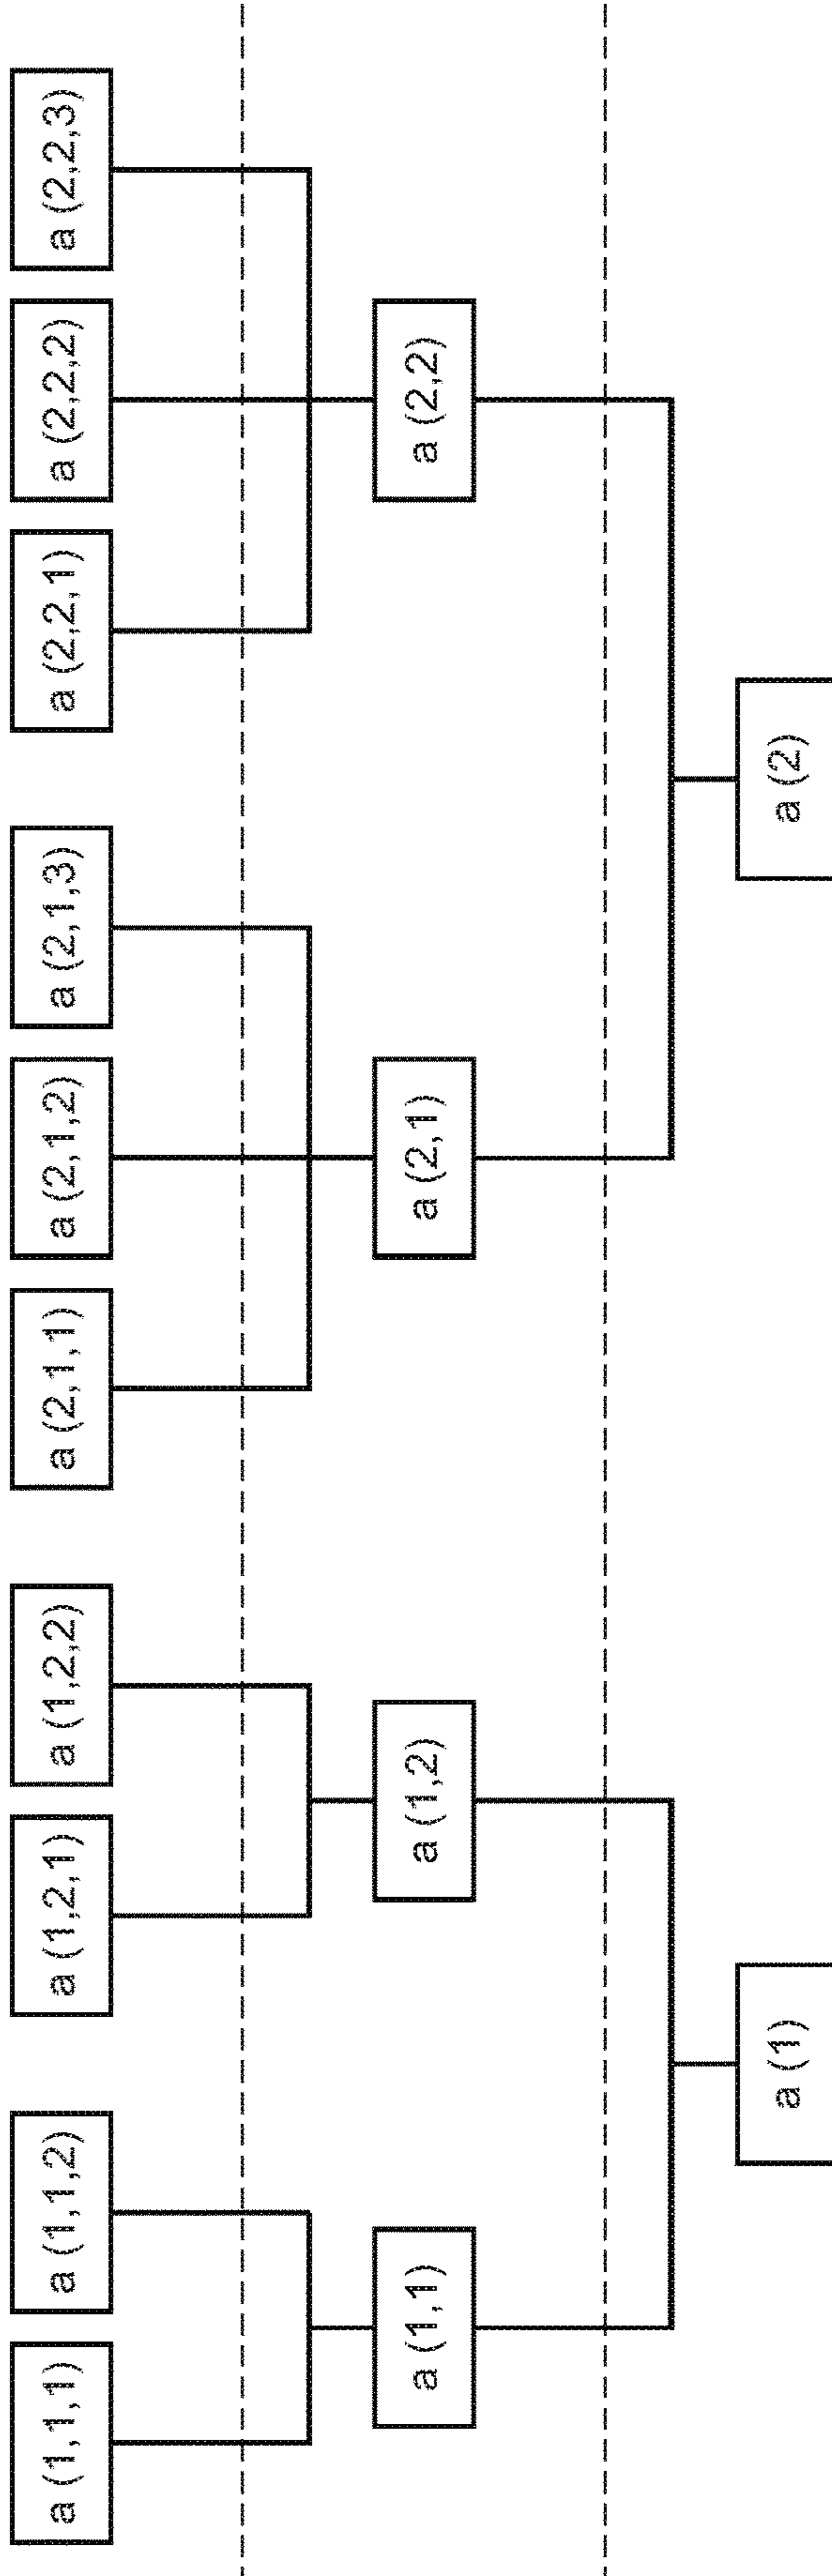 a (1,1,1)
a (1,1,2)
a (1,2,1)
a (1,2,2)
a (2,1,1)
a (2,1,2)
a (2,1,3)
a (2,2,1)
a (2,2,2)
a (2,2,3)
a (1,1)
a (1,2)
a (2,1)
a (2,2)
a (1)
a (2)